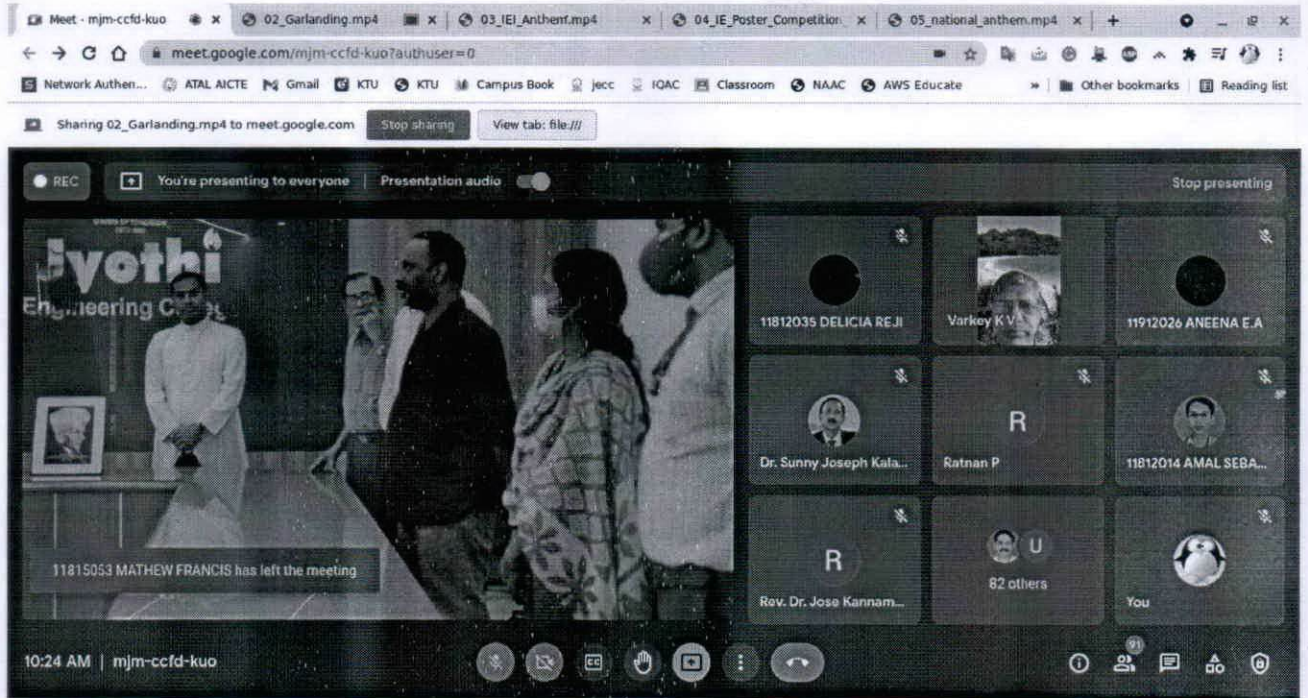 Meet - mjm-ccfd-kuo
02_Garlanding.mp4
03_IEI_Anthem.mp4
04_IE_Poster_Competition
05_national_anthem.mp4
meet.google.com/mjm-ccfd-kuo?authuser=0
Network Authen... ATAL AICTE Gmail KTU KTU Campus Book jecc IQAC Classroom NAAC AWS Educate » Other bookmarks Reading list
Sharing 02_Garlanding.mp4 to meet.google.com Stop sharing View tab: file:///
REC You're presenting to everyone Presentation audio Stop presenting
Jyothi
Engineering
11815053 MATHEW FRANCIS has left the meeting
11812035 DELICIA REJI
Varkey K V
11912026 ANEENA E.A
Dr. Sunny Joseph Kala...
R
Ratnan P
11812014 AMAL SEBA...
R
Rev. Dr. Jose Kannam...
U
82 others
You
10:24 AM | mjm-ccfd-kuo
CC
91